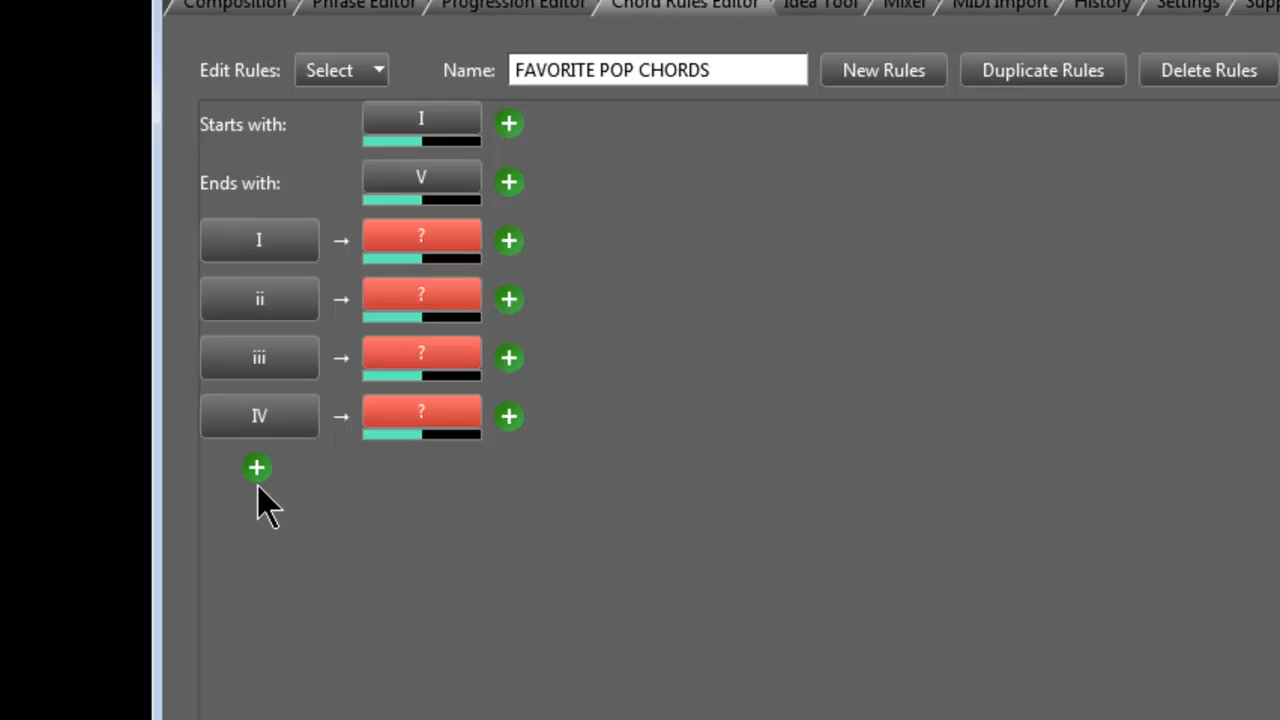 Composition Phrase Editor Progression Editor Chord Rules Editor Idea Tool Mixer MIDI Import History Settings
Edit Rules: Select Name: FAVORITE POP CHORDS New Rules Duplicate Rules Delete Rules
Starts with: I +
Ends with: V +
I → ? +
ii → ? +
iii → ? +
IV → ? +
+